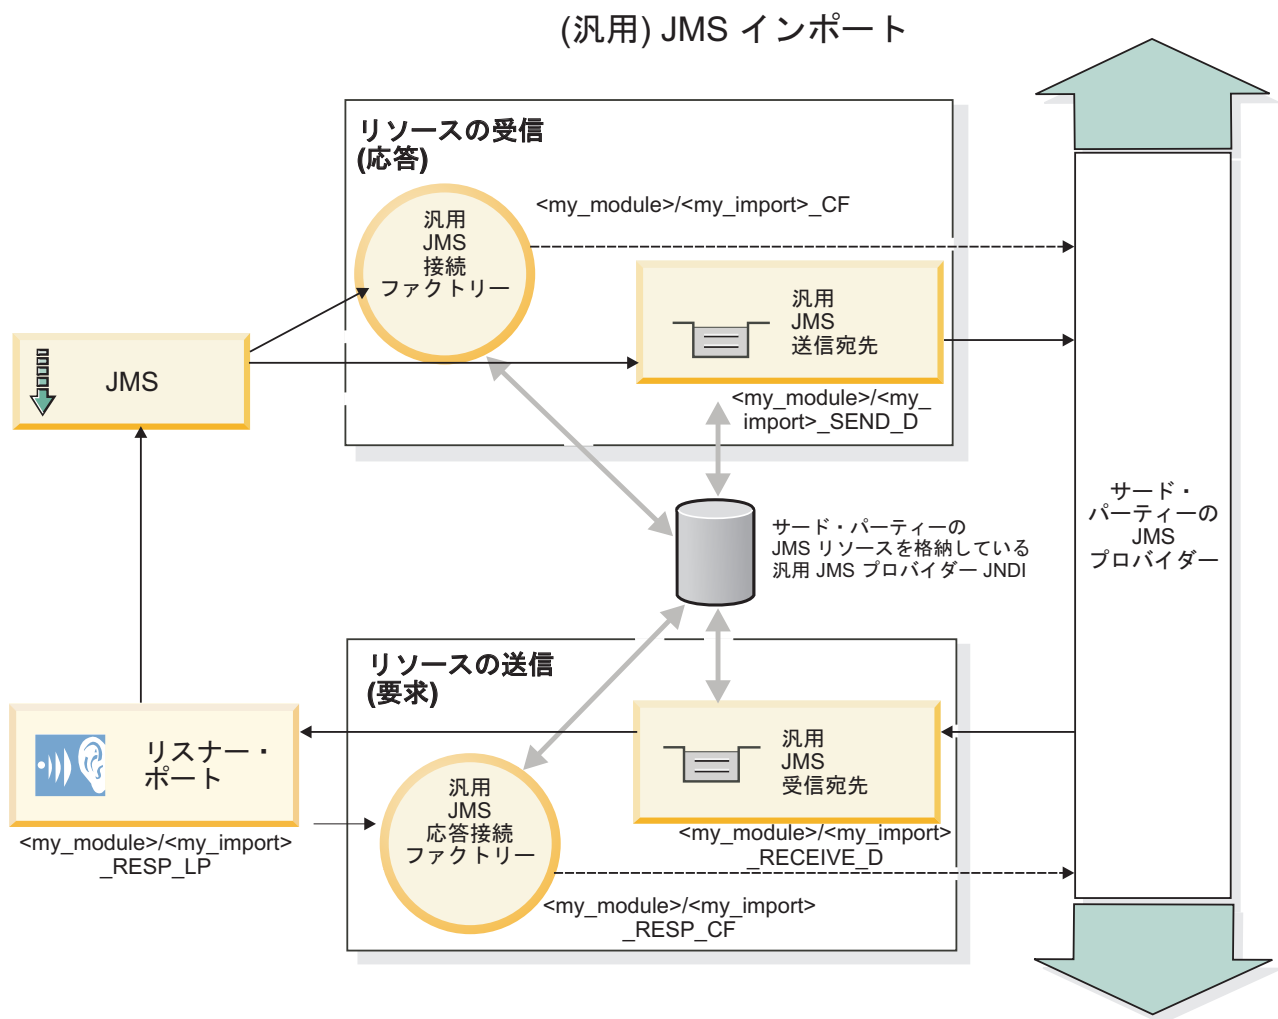 (汎用) JMS インポート
リソースの受信
(応答)
汎用
JMS
接続
ファクトリー
<my_module>/<my_import>_CF
汎用
JMS
送信宛先
<my_module>/<my_
import>_SEND_D
JMS
サード・パーティーの
JMS リソースを格納している
汎用 JMS プロバイダー JNDI
サード・
パーティーの
JMS
プロバイダー
リソースの送信
(要求)
汎用
JMS
受信宛先
<my_module>/<my_import>
_RECEIVE_D
リスナー・
ポート
<my_module>/<my_import>
_RESP_LP
汎用
JMS
応答接続
ファクトリー
<my_module>/<my_import>
_RESP_CF